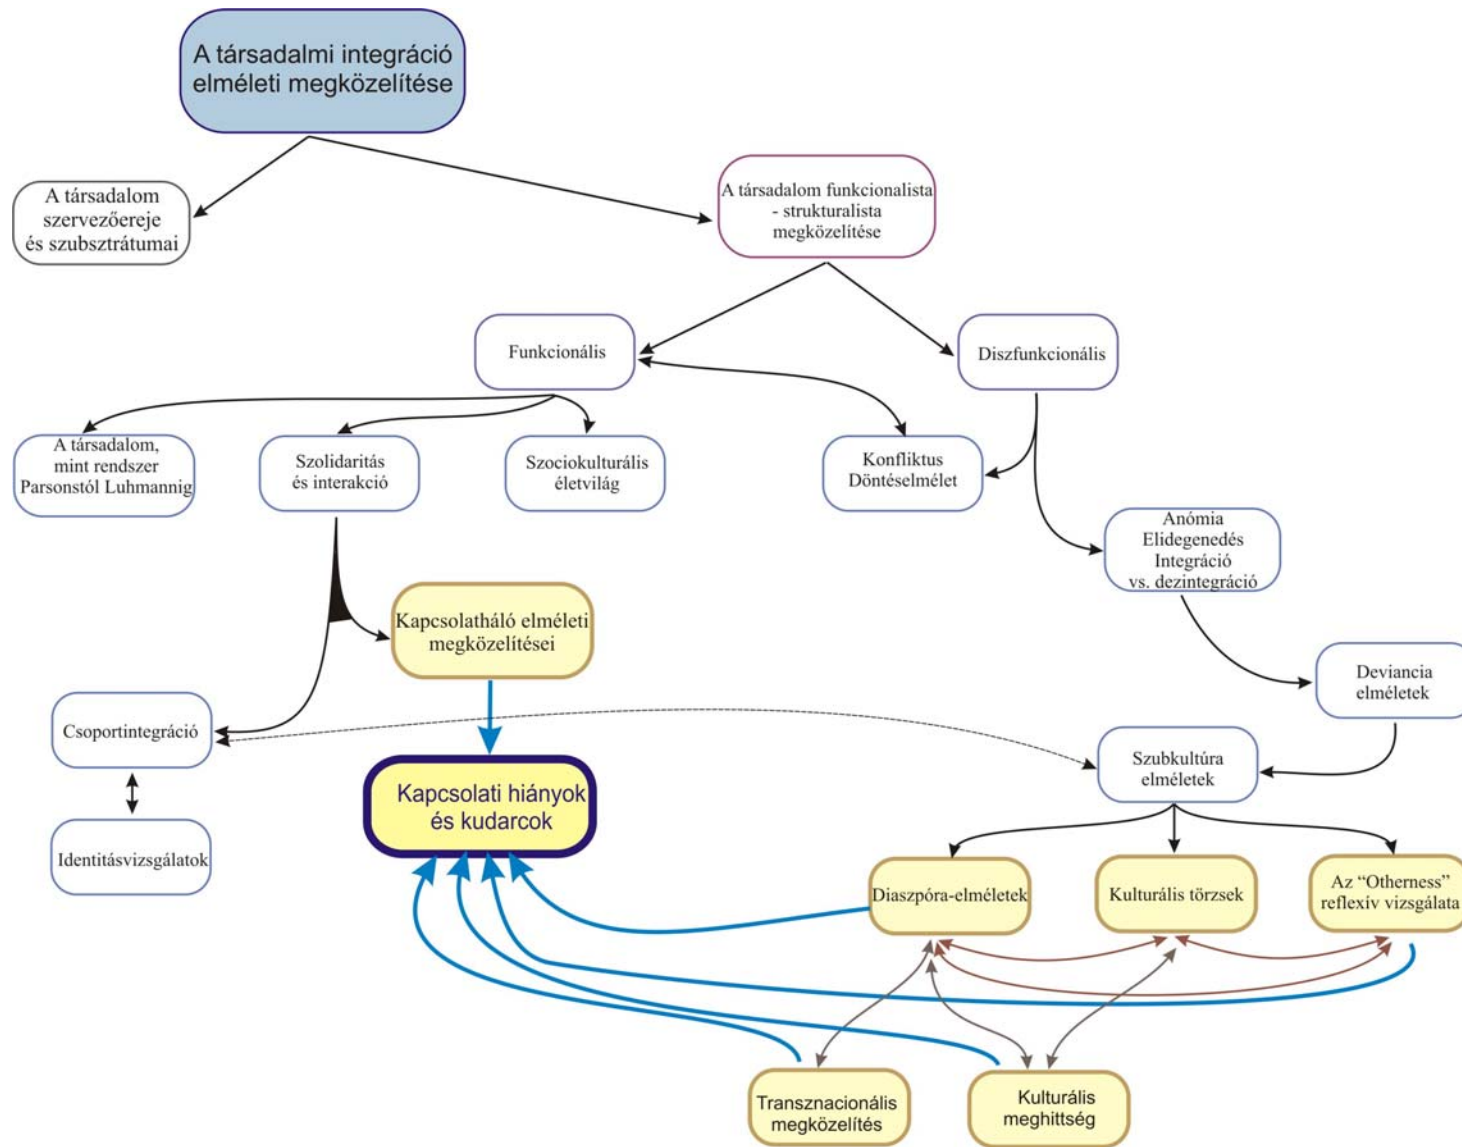 A társadalmi integráció
elméleti megközelítése
A társadalom
szervezőereje
és szubsztrátumai
A társadalom funkcionalista
- strukturalista
megközelítése
Funkcionális
Diszfunkcionális
A társadalom,
mint rendszer
Parsonstól Luhmannig
Szolidaritás
és interakció
Szociokulturális
életvilág
Konfliktus
Döntéselmélet
Anómia
Elidegenedés
Integráció
vs. dezintegráció
Kapcsolatháló elméleti
megközelítései
Deviancia
elméletek
Csoportintegráció
Szubkultúra
elméletek
Kapcsolati hiányok
és kudarcok
Identitásvizsgálatok
Diaszpóra-elméletek
Kulturális törzsek
Az “Otherness”
reflexív vizsgálata
Transznacionális
megközelítés
Kulturális
meghittség